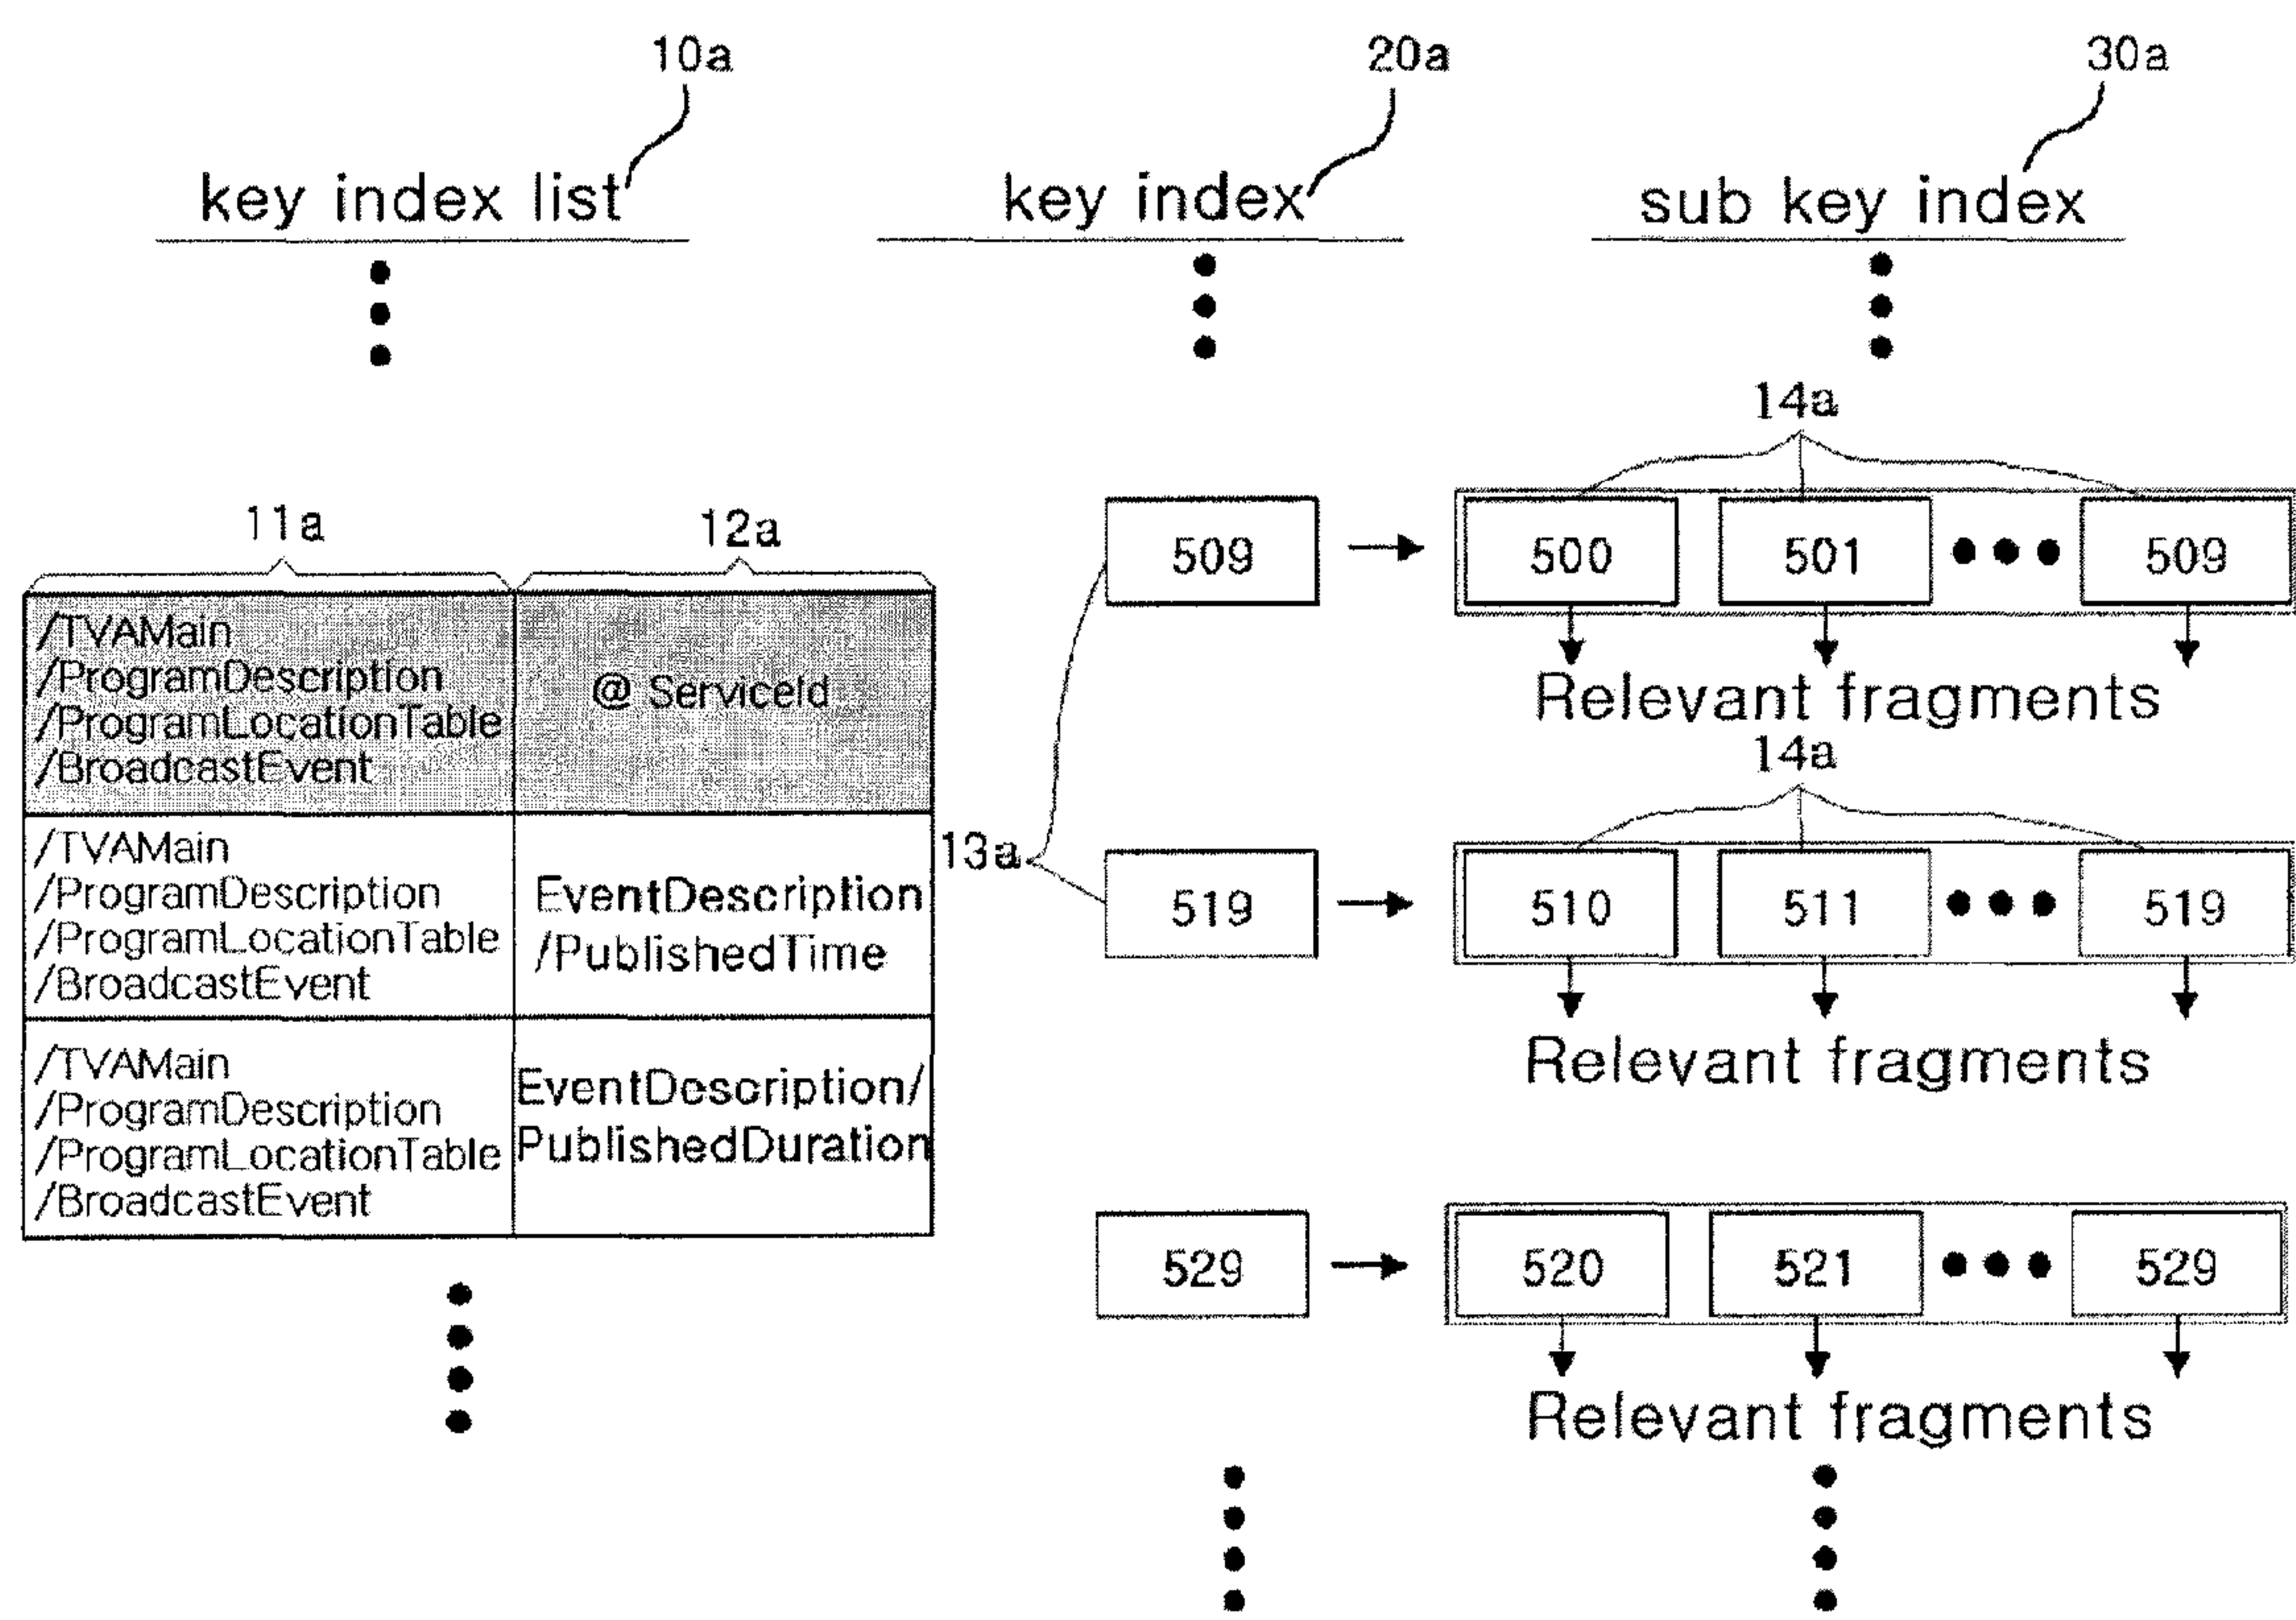 10a
20a
30a
key index list
key index
sub key index
14a
11a
12a
509
500
501
509
/TVAMain
/ProgramDescription
/ProgramLocationTable
/BroadcastEvent
@ ServiceId
Relevant fragments
14a
13a
/TVAMain
/ProgramDescription
/ProgramLocationTable
/BroadcastEvent
EventDescription
/PublishedTime
519
510
511
519
Relevant fragments
/TVAMain
/ProgramDescription
/ProgramLocationTable
/BroadcastEvent
EventDescription/
PublishedDuration
529
520
521
529
Relevant fragments